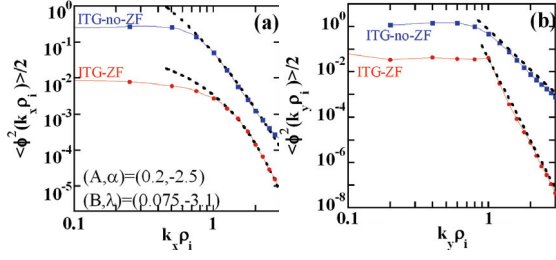 (a)
ITG-no-ZF
ITG-ZF
(A,α)=(0.2,-2.5)
(B,λ)=(0.075,-3.1)
<ϕ²(kₓρᵢ)>/2
10⁰
10⁻¹
10⁻²
10⁻³
10⁻⁴
10⁻⁵
0.1
1
kₓρᵢ
(b)
ITG-no-ZF
ITG-ZF
<ϕ²(k_yρᵢ)>/2
10⁰
10⁻²
10⁻⁴
10⁻⁶
10⁻⁸
0.1
1
k_yρᵢ